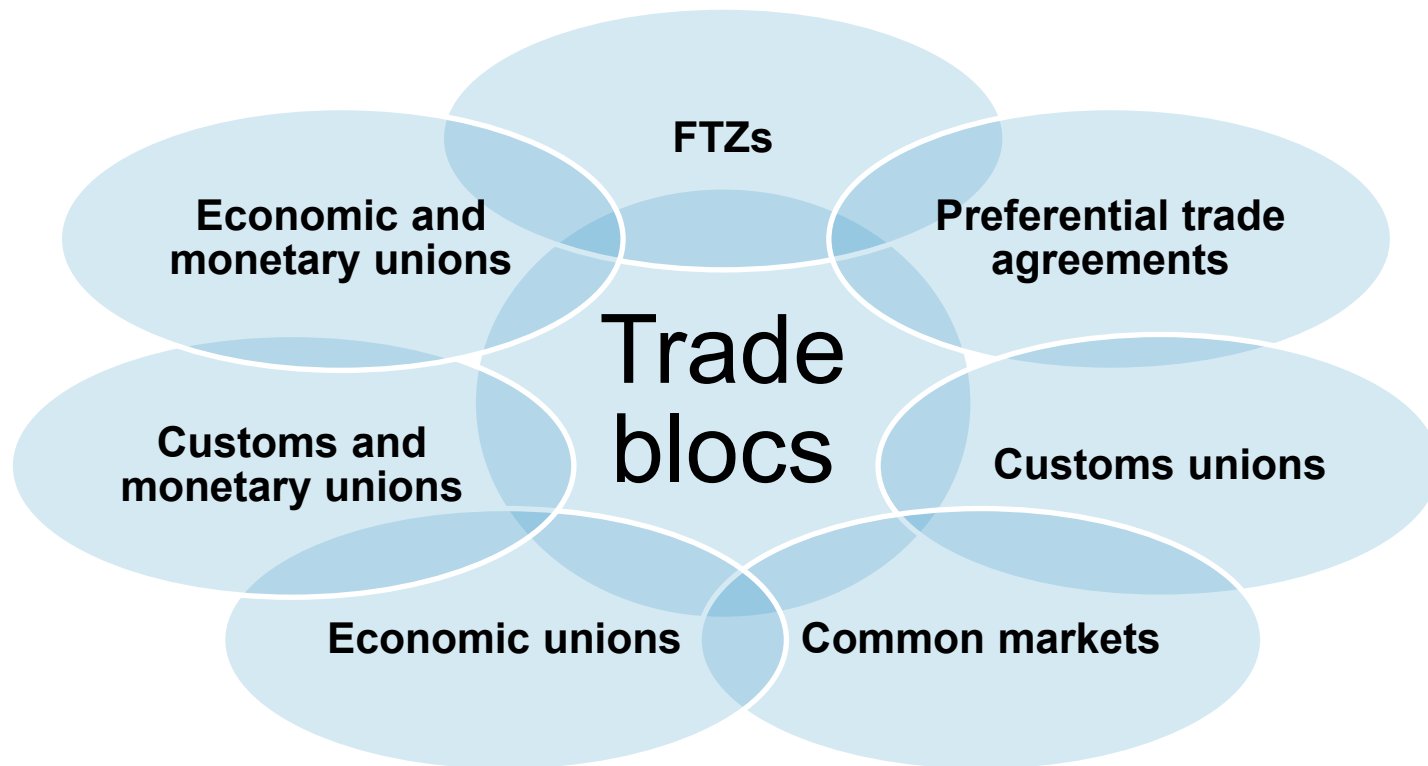 FTZs
Preferential trade
agreements
Customs unions
Common markets
Economic unions
Customs and
monetary unions
Economic and
monetary unions
Trade
blocs